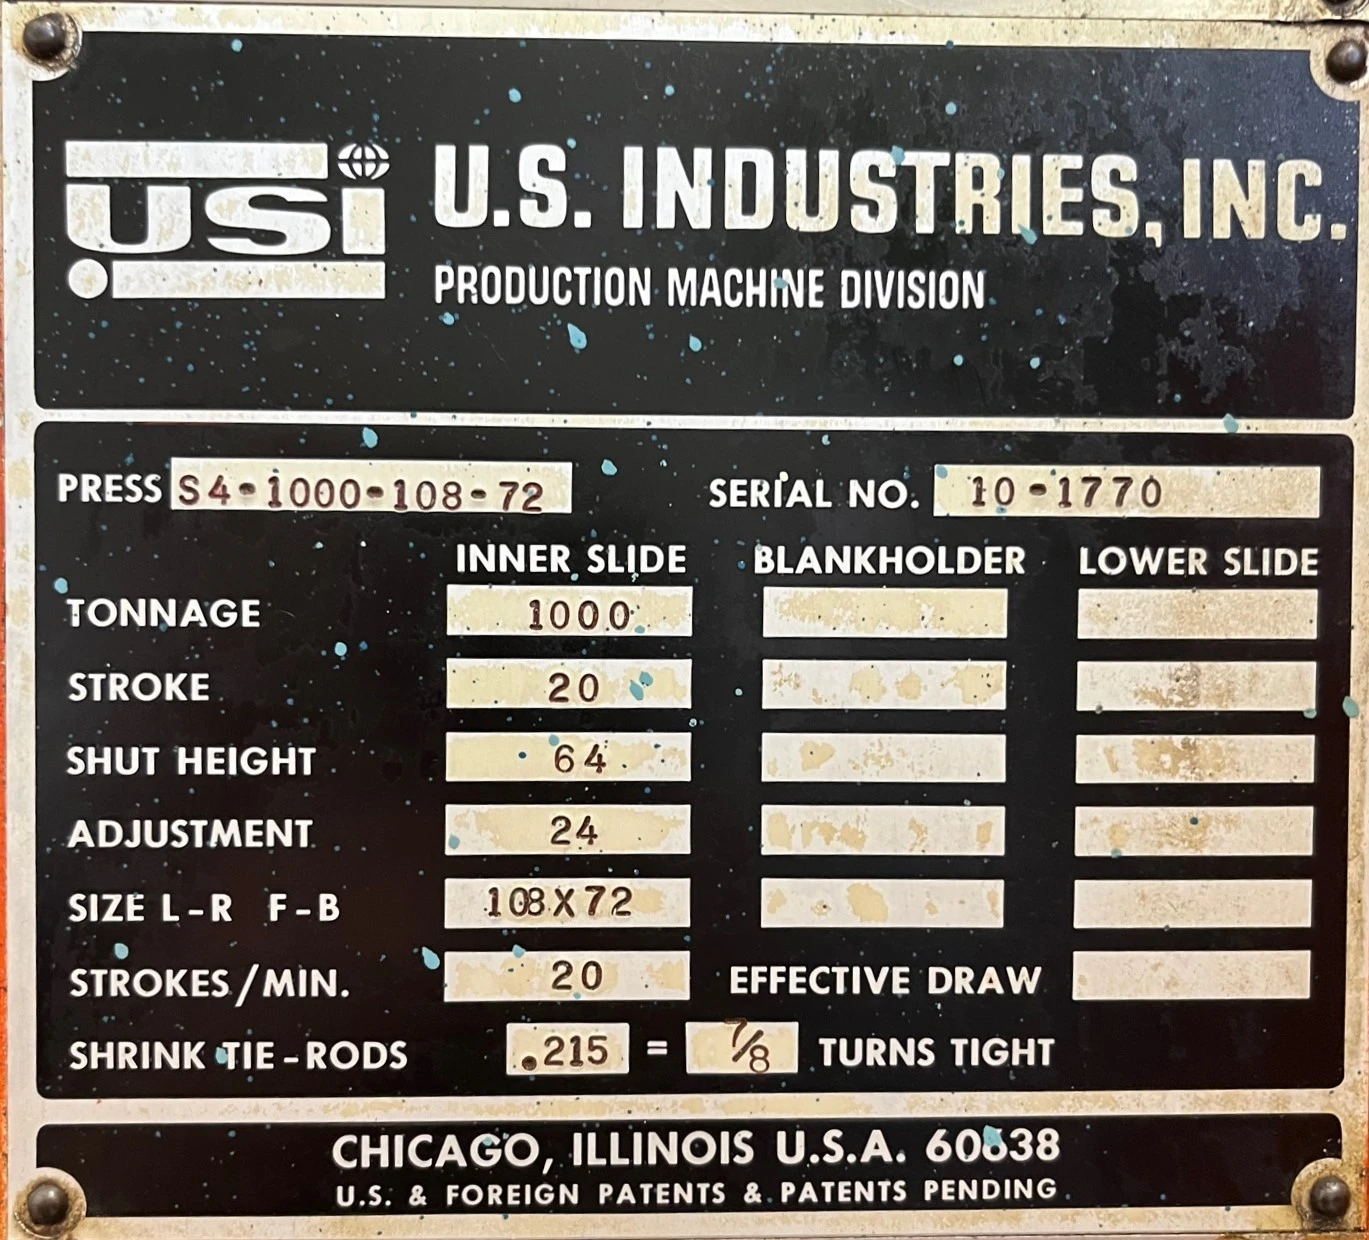 usi U.S. INDUSTRIES, INC.
PRODUCTION MACHINE DIVISION
PRESS S4-1000-108-72 SERIAL NO. 10-1770
INNER SLIDE BLANKHOLDER LOWER SLIDE
TONNAGE 1000
STROKE 20
SHUT HEIGHT 64
ADJUSTMENT 24
SIZE L-R F-B 108X72
STROKES/MIN. 20 EFFECTIVE DRAW
SHRINK TIE-RODS .215 = 7/8 TURNS TIGHT
CHICAGO, ILLINOIS U.S.A. 60638
U.S. & FOREIGN PATENTS & PATENTS PENDING